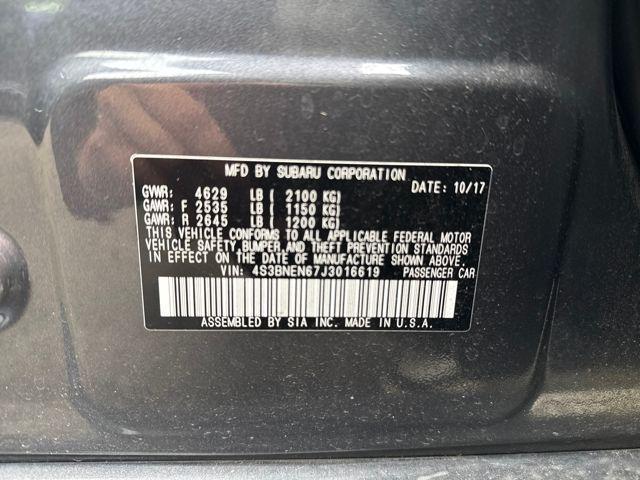 MFD BY SUBARU CORPORATION
DATE: 10/17
GVWR: 4629 LB ( 2100 KG)
GAWR: F 2535 LB ( 1150 KG)
GAWR: R 2645 LB ( 1200 KG)
THIS VEHICLE CONFORMS TO ALL APPLICABLE FEDERAL MOTOR
VEHICLE SAFETY, BUMPER, AND THEFT PREVENTION STANDARDS
IN EFFECT ON THE DATE OF MANUFACTURE SHOWN ABOVE.
VIN: 4S3BNEN67J3016619 PASSENGER CAR
ASSEMBLED BY SIA INC. MADE IN U.S.A.